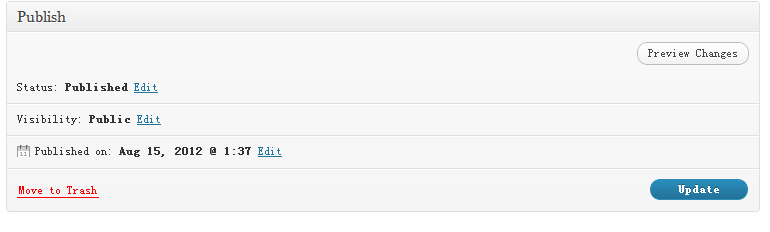 Publish
Preview Changes
Status: Published Edit
Visibility: Public Edit
11 Published on: Aug 15, 2012 @ 1:37 Edit
Move to Trash Update